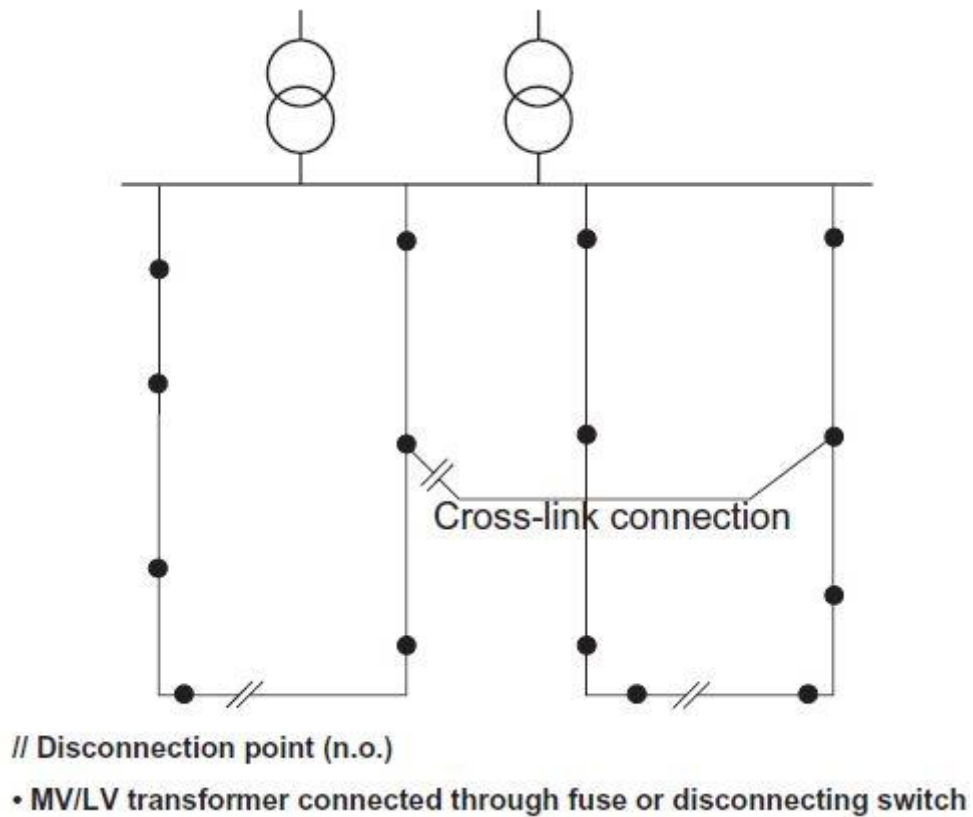 Cross-link connection
// Disconnection point (n.o.)
• MV/LV transformer connected through fuse or disconnecting switch